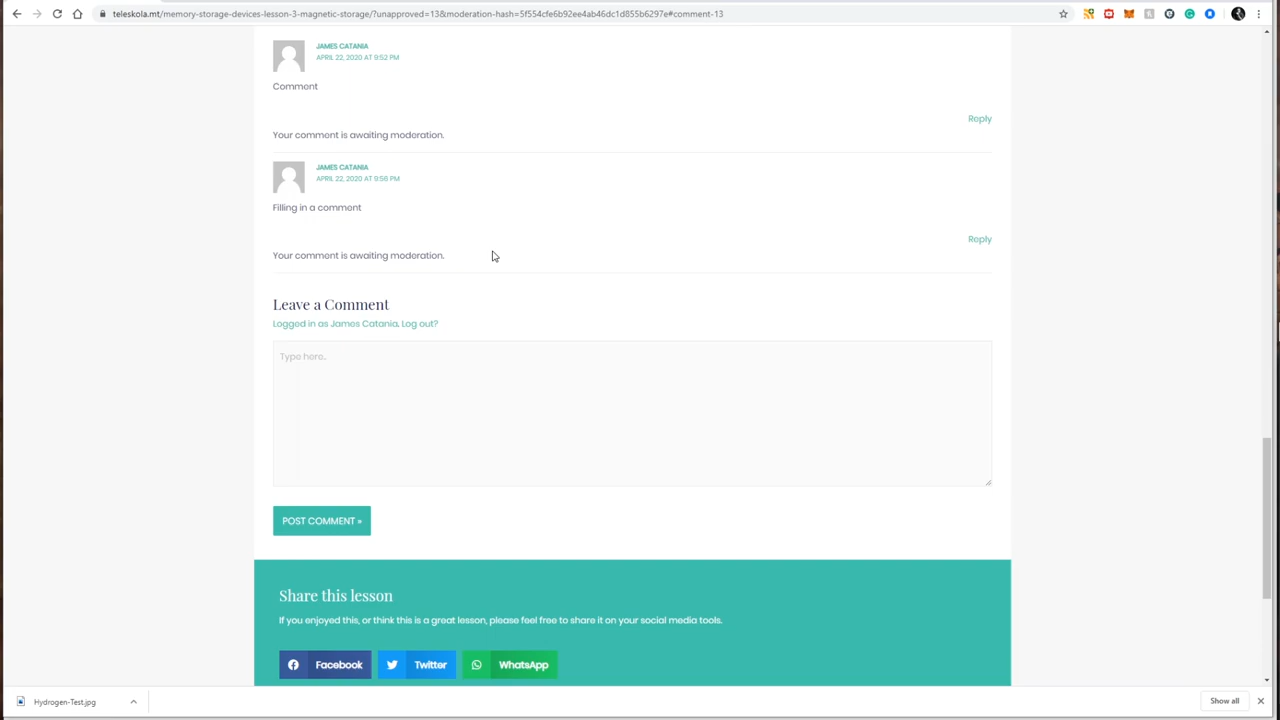 teleskola.mt/memory-storage-devices-lesson-3-magnetic-storage/?unapproved=13&moderation-hash=5f554cfe6b92ee4ab46dc1d855b6297e#comment-13
JAMES CATANIA
APRIL 22, 2020 AT 9:52 PM
Comment
Reply
Your comment is awaiting moderation.
JAMES CATANIA
APRIL 22, 2020 AT 9:56 PM
Filling in a comment
Reply
Your comment is awaiting moderation.
Leave a Comment
Logged in as James Catania. Log out?
Type here..
POST COMMENT »
Share this lesson
If you enjoyed this, or think this is a great lesson, please feel free to share it on your social media tools.
Facebook Twitter WhatsApp
Hydrogen-Test.jpg Show all